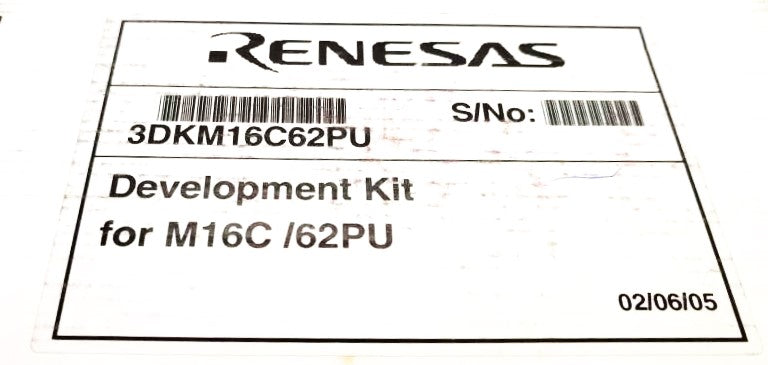 RENESAS
S/No:
3DKM16C62PU
Development Kit
for M16C /62PU
02/06/05